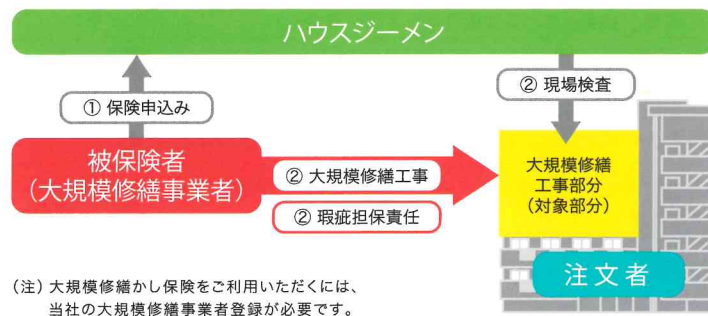 ハウスジーメン
① 保険申込み
② 現場検査
被保険者
（大規模修繕事業者）
② 大規模修繕工事
② 瑕疵担保責任
大規模修繕
工事部分
（対象部分）
注文者
（注）大規模修繕かし保険をご利用いただくには、
当社の大規模修繕事業者登録が必要です。